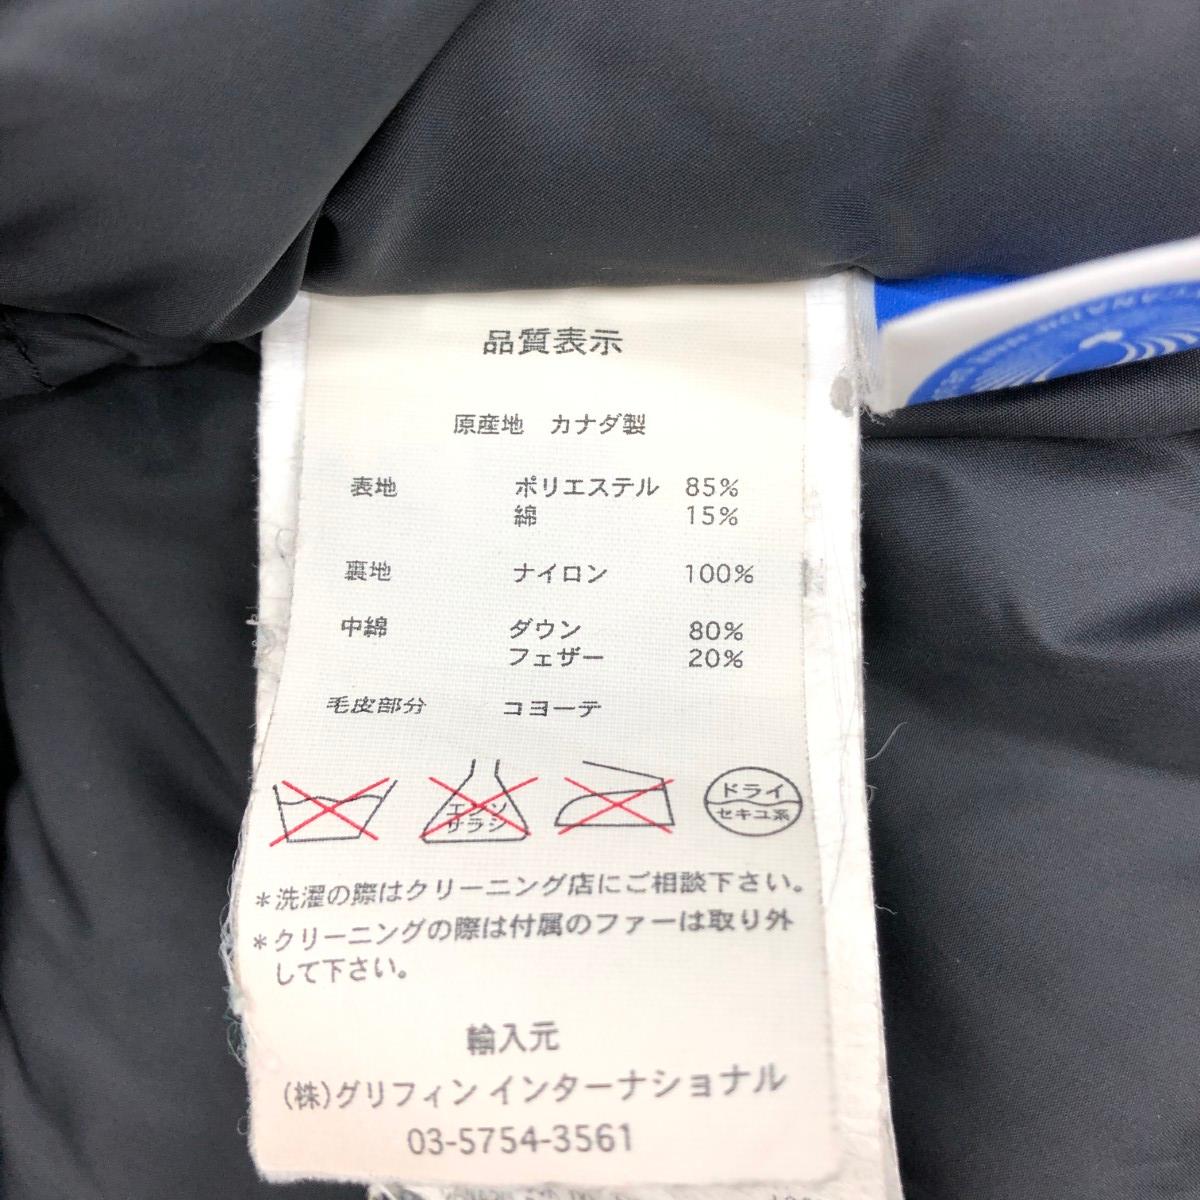 品質表示
原産地 カナダ製
表地 ポリエステル 85%
綿 15%
裏地 ナイロン 100%
中綿 ダウン 80%
フェザー 20%
毛皮部分 コヨーテ
エンソ
サラシ
ドライ
セキユ系
*洗濯の際はクリーニング店にご相談下さい。
*クリーニングの際は付属のファーは取り外
して下さい。
輸入元
(株)グリフィン インターナショナル
03-5754-3561